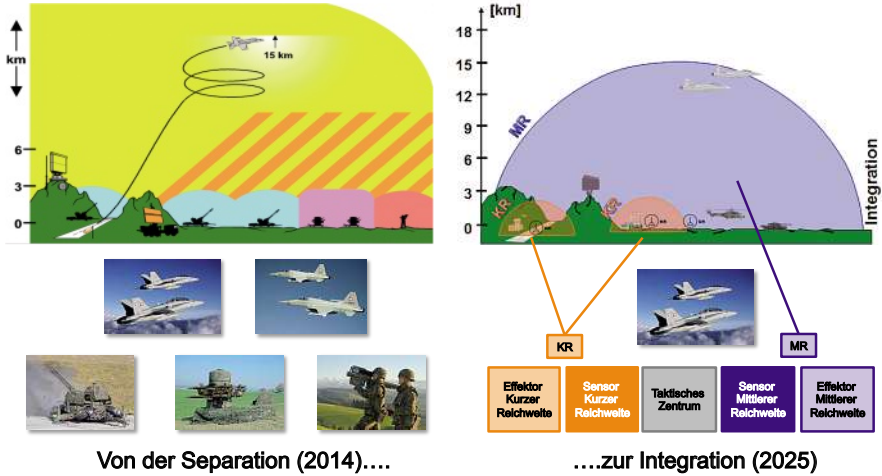 km
6
3
0
15 km
[km]
18
15
12
9
6
3
0
MR
KR
KR
Integration
KR
MR
Effektor
Kurzer
Reichweite
Sensor
Kurzer
Reichweite
Taktisches
Zentrum
Sensor
Mittlerer
Reichweite
Effektor
Mittlerer
Reichweite
Von der Separation (2014)....
....zur Integration (2025)